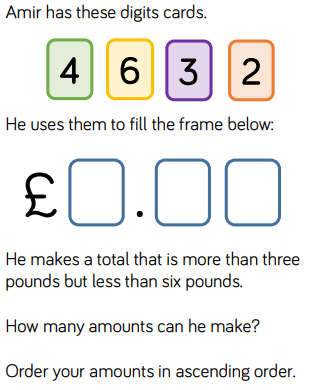 Amir has these digits cards.
4 6 3 2
He uses them to fill the frame below:
£ .
He makes a total that is more than three
pounds but less than six pounds.
How many amounts can he make?
Order your amounts in ascending order.